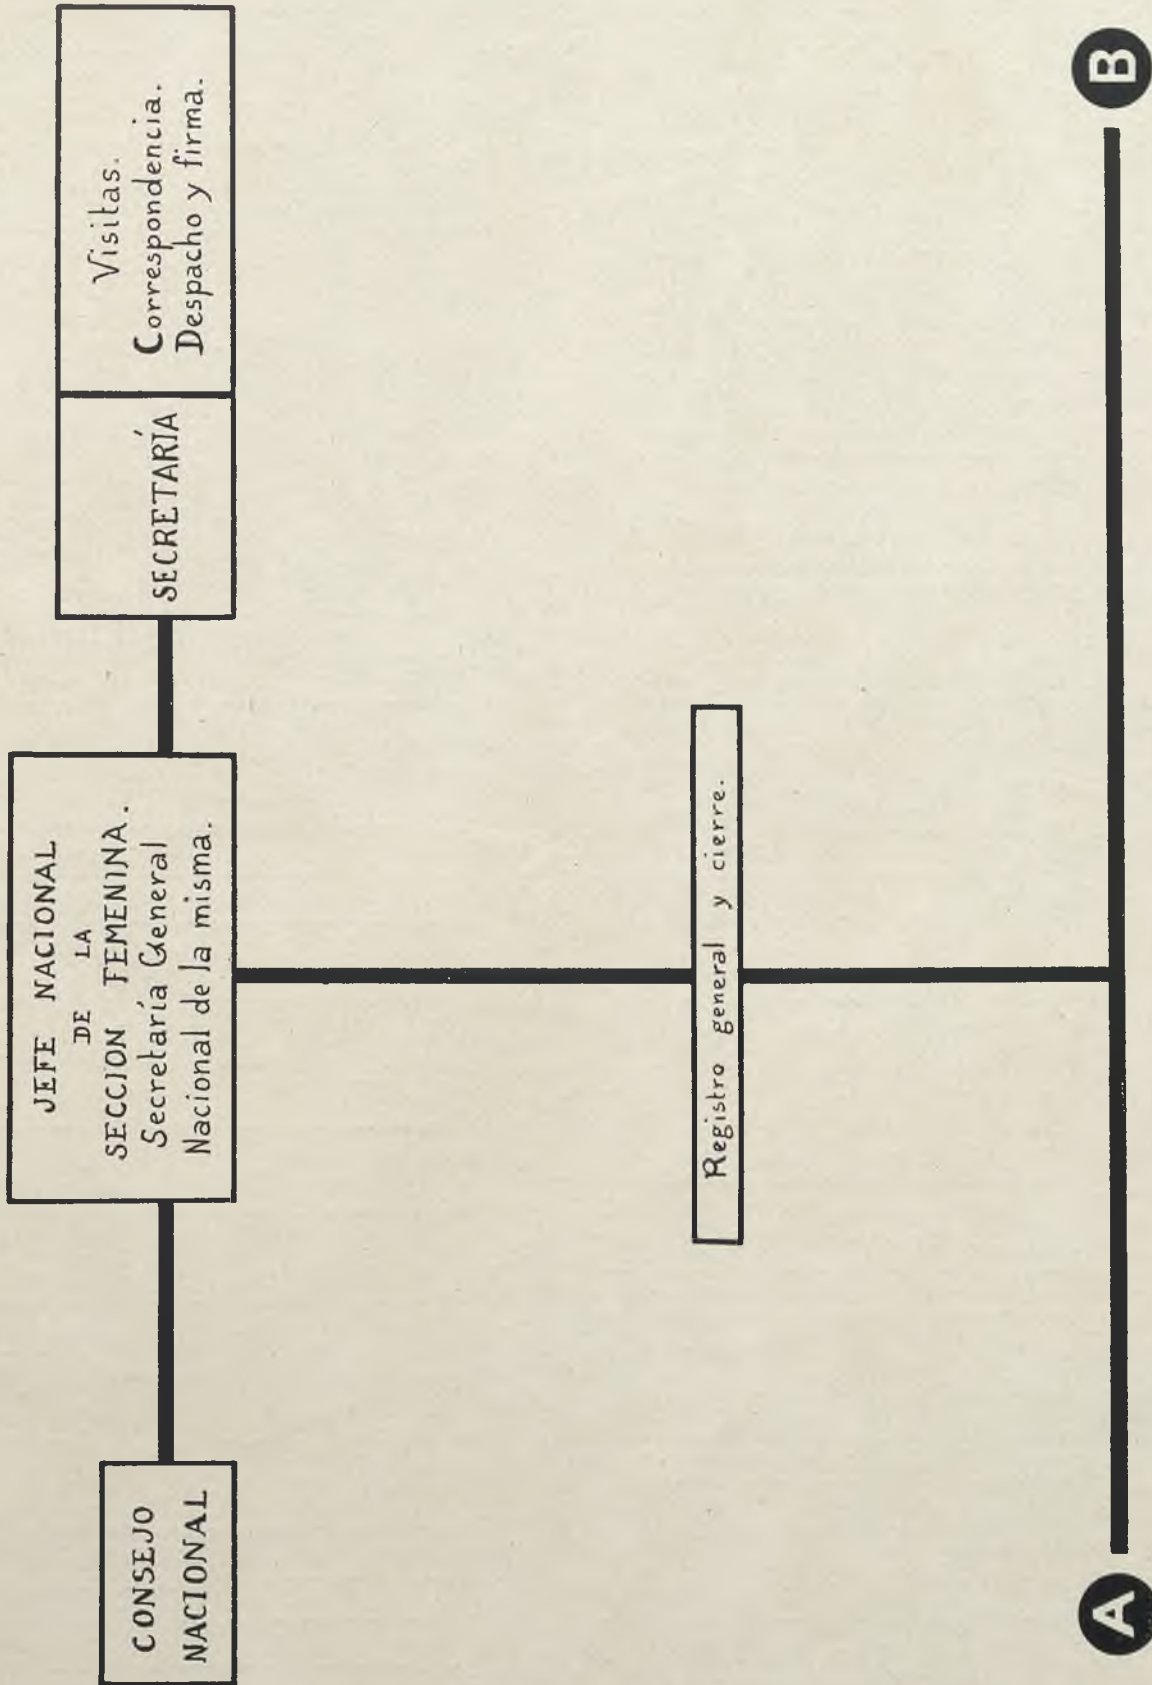 CONSEJO
NACIONAL
JEFE NACIONAL
DE LA
SECCION FEMENINA.
Secretaría General
Nacional de la misma.
SECRETARÍA
Visitas.
Correspondencia.
Despacho y firma.
Registro general y cierre.
A
B